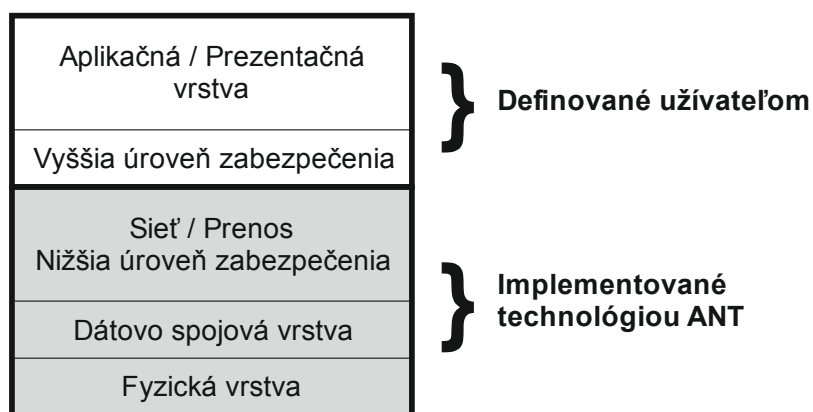 Aplikačná / Prezentačná
vrstva
Vyššia úroveň zabezpečenia
Sieť / Prenos
Nižšia úroveň zabezpečenia
Dátovo spojová vrstva
Fyzická vrstva
} Definované užívateľom
} Implementované
technológiou ANT